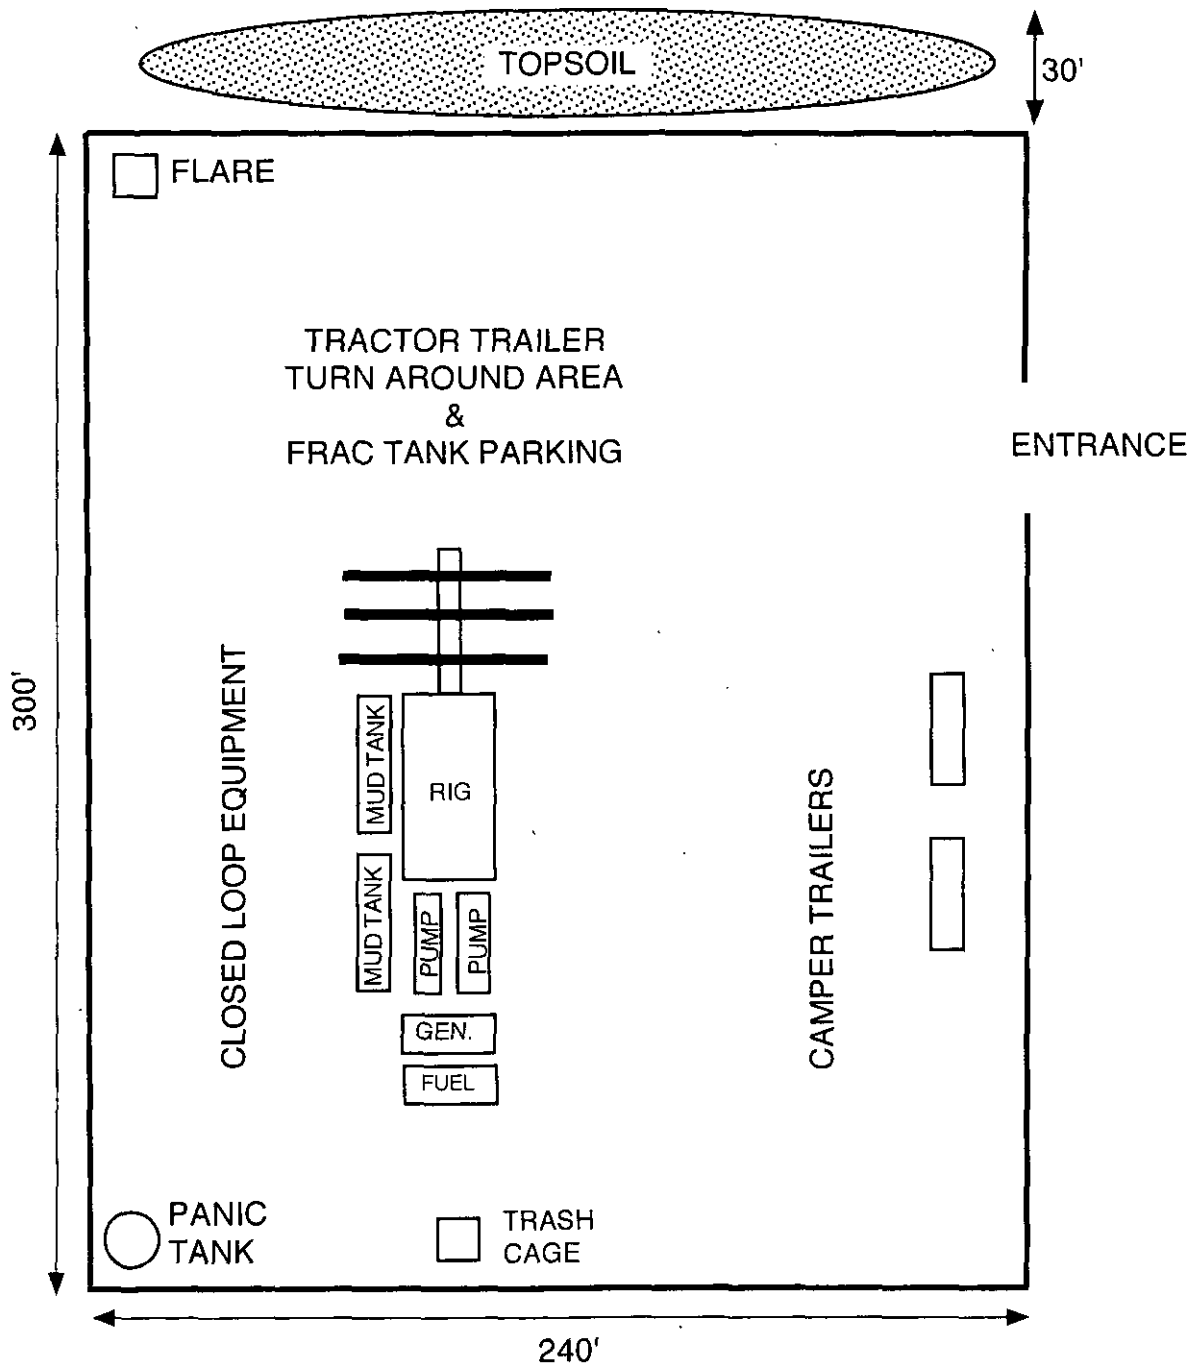 TOPSOIL
30'
FLARE
TRACTOR TRAILER
TURN AROUND AREA
&
FRAC TANK PARKING
ENTRANCE
300'
CLOSED LOOP EQUIPMENT
MUD TANK
RIG
MUD TANK
PUMP
PUMP
GEN.
FUEL
CAMPER TRAILERS
PANIC
TANK
TRASH
CAGE
240'